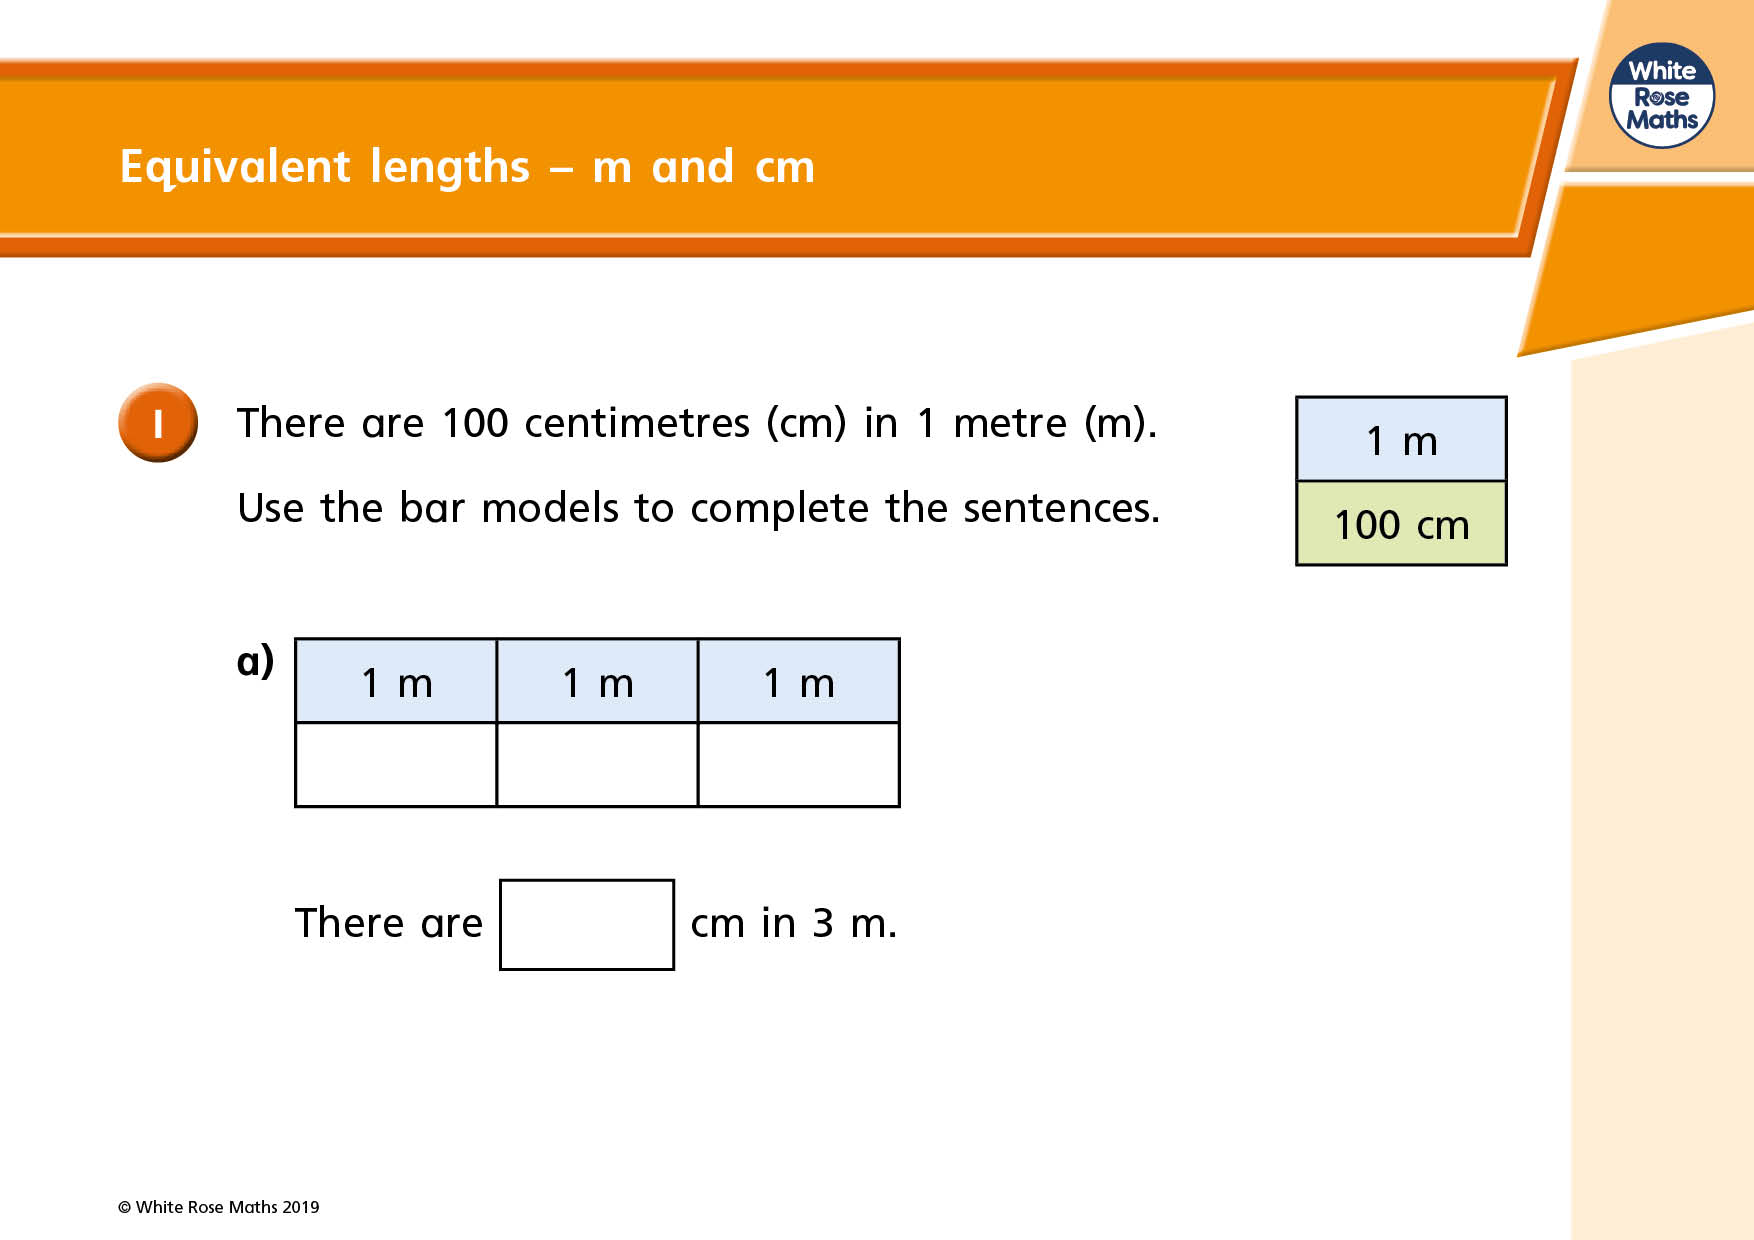 White
Rose
Maths
Equivalent lengths – m and cm
1 There are 100 centimetres (cm) in 1 metre (m).
Use the bar models to complete the sentences.
1 m
100 cm
a) 1 m 1 m 1 m
There are cm in 3 m.
© White Rose Maths 2019